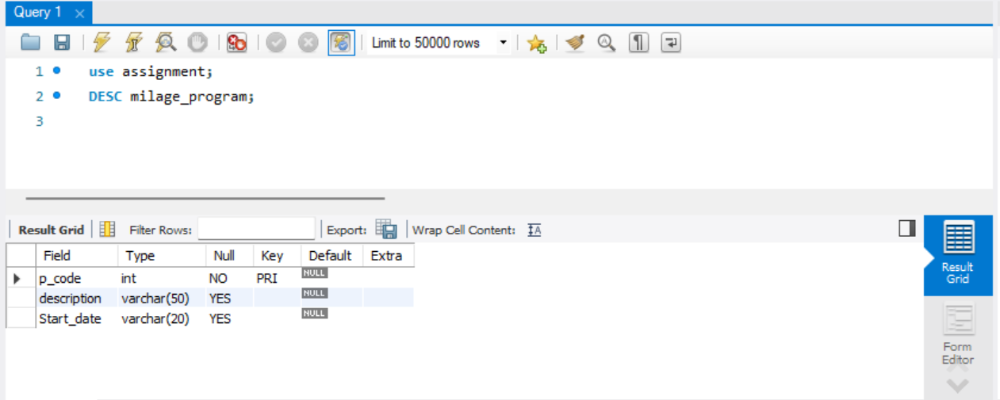 Query 1
Limit to 50000 rows
1 use assignment;
2 DESC milage_program;
3
Result Grid Filter Rows: Export: Wrap Cell Content:
Field Type Null Key Default Extra
p_code int NO PRI NULL
description varchar(50) YES NULL
Start_date varchar(20) YES NULL
Result
Grid
Form
Editor